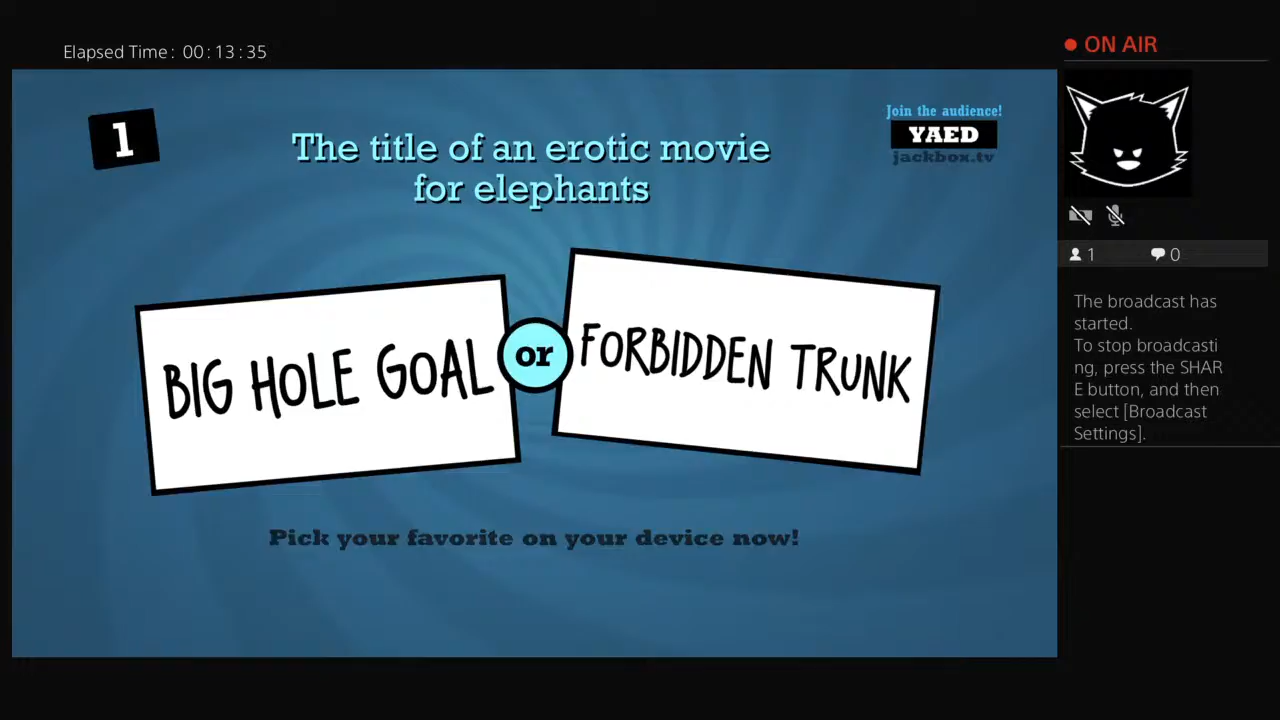 Elapsed Time: 00:13:35
ON AIR
1
The title of an erotic movie
for elephants
Join the audience!
YAED
jackbox.tv
BIG HOLE GOAL
or
FORBIDDEN TRUNK
Pick your favorite on your device now!
1
0
The broadcast has
started.
To stop broadcasti
ng, press the SHAR
E button, and then
select [Broadcast
Settings].